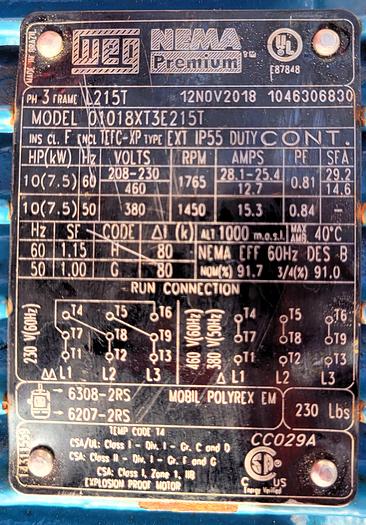 WEG NEMA Premium UL
E87848
PH 3 FRAME L215T 12NOV2018 1046306830
MODEL 01018XT3E215T
INS CL. F ENCL TEFC-XP TYPE EXT IP55 DUTY CONT.
HP(kW) Hz VOLTS RPM AMPS PF SFA
10(7.5) 60 208-230 1765 28.1-25.4 0.81 29.2
460 12.7 14.6
10(7.5) 50 380 1450 15.3 0.84 -
Hz SF CODE Δt (k) ALT 1000 m.a.s.l. MAX AMB. 40°C
60 1.15 H 80 NEMA EFF 60Hz DES B
50 1.00 G 80 NOM(%) 91.7 3/4(%) 91.0
RUN CONNECTION
230 V(60Hz) 460 V(60Hz) 380 V(50Hz)
T4 T5 T6 T4 T5 T6
T7 T8 T9 T7 T8 T9
T1 T2 T3 T1 T2 T3
ΔΔ L1 L2 L3 Δ L1 L2 L3
6308-2RS MOBIL POLYREX EM 230 Lbs
6207-2RS
TEMP CODE T4
CSA/UL: Class I - Div. I - Gr. C and D CC029A
CSA: Class II - Div. I - Gr. F and G
CSA: Class I, Zone 1, IIB
EXPLOSION PROOF MOTOR
C US
Energy Verified